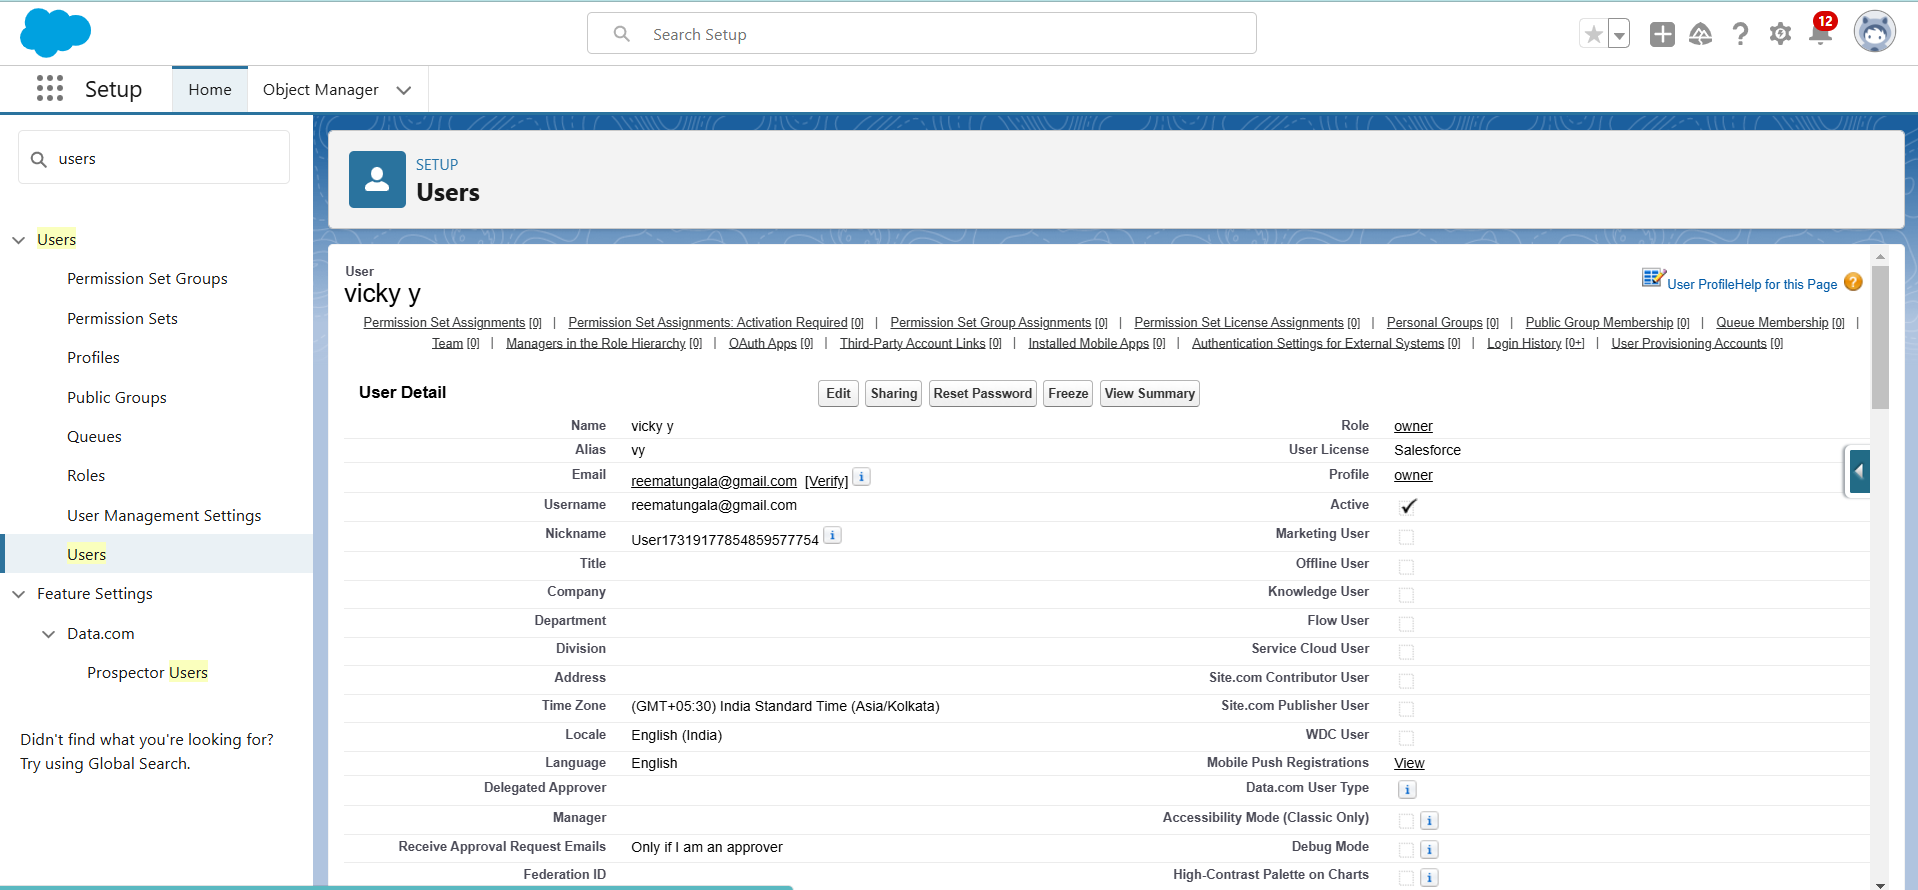 Search Setup
12
Setup
Home
Object Manager
users
Users
Permission Set Groups
Permission Sets
Profiles
Public Groups
Queues
Roles
User Management Settings
Users
Feature Settings
Data.com
Prospector Users
Didn't find what you're looking for?
Try using Global Search.
SETUP
Users
User
vicky y
User ProfileHelp for this Page ?
Permission Set Assignments [0] | Permission Set Assignments: Activation Required [0] | Permission Set Group Assignments [0] | Permission Set License Assignments [0] | Personal Groups [0] | Public Group Membership [0] | Queue Membership [0] |
Team [0] | Managers in the Role Hierarchy [0] | OAuth Apps [0] | Third-Party Account Links [0] | Installed Mobile Apps [0] | Authentication Settings for External Systems [0] | Login History [0+] | User Provisioning Accounts [0]
User Detail Edit Sharing Reset Password Freeze View Summary
Name vicky y Role owner
Alias vy User License Salesforce
Email reematungala@gmail.com [Verify] i Profile owner
Username reematungala@gmail.com Active ✓
Nickname User17319177854859577754 i Marketing User
Title Offline User
Company Knowledge User
Department Flow User
Division Service Cloud User
Address Site.com Contributor User
Time Zone (GMT+05:30) India Standard Time (Asia/Kolkata) Site.com Publisher User
Locale English (India) WDC User
Language English Mobile Push Registrations View
Delegated Approver Data.com User Type i
Manager Accessibility Mode (Classic Only) i
Receive Approval Request Emails Only if I am an approver Debug Mode i
Federation ID High-Contrast Palette on Charts i